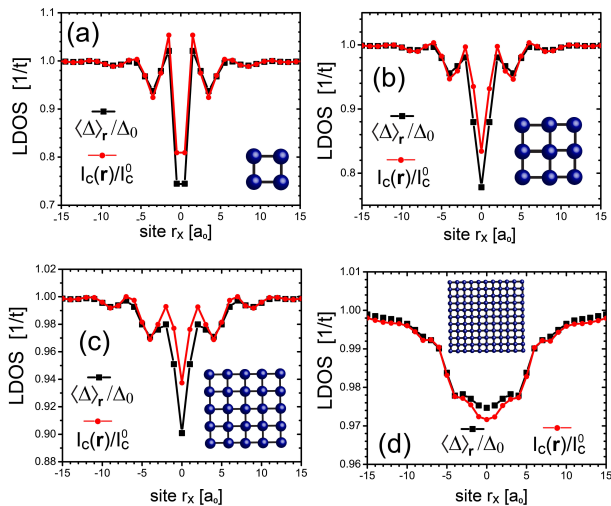 (a)
LDOS [1/t]
1.1
1.0
0.9
0.8
0.7
⟨Δ⟩r/Δ0
Ic(r)/Ic0
-15 -10 -5 0 5 10 15
site rX [ao]
(b)
LDOS [1/t]
1.0
0.9
0.8
⟨Δ⟩r/Δ0
Ic(r)/Ic0
-15 -10 -5 0 5 10 15
site rX [ao]
(c)
LDOS [1/t]
1.02
1.00
0.98
0.96
0.94
0.92
0.90
0.88
⟨Δ⟩r/Δ0
Ic(r)/Ic0
-15 -10 -5 0 5 10 15
site rX [ao]
(d)
LDOS [1/t]
1.01
1.00
0.99
0.98
0.97
0.96
⟨Δ⟩r/Δ0 Ic(r)/Ic0
-15 -10 -5 0 5 10 15
site rX [ao]